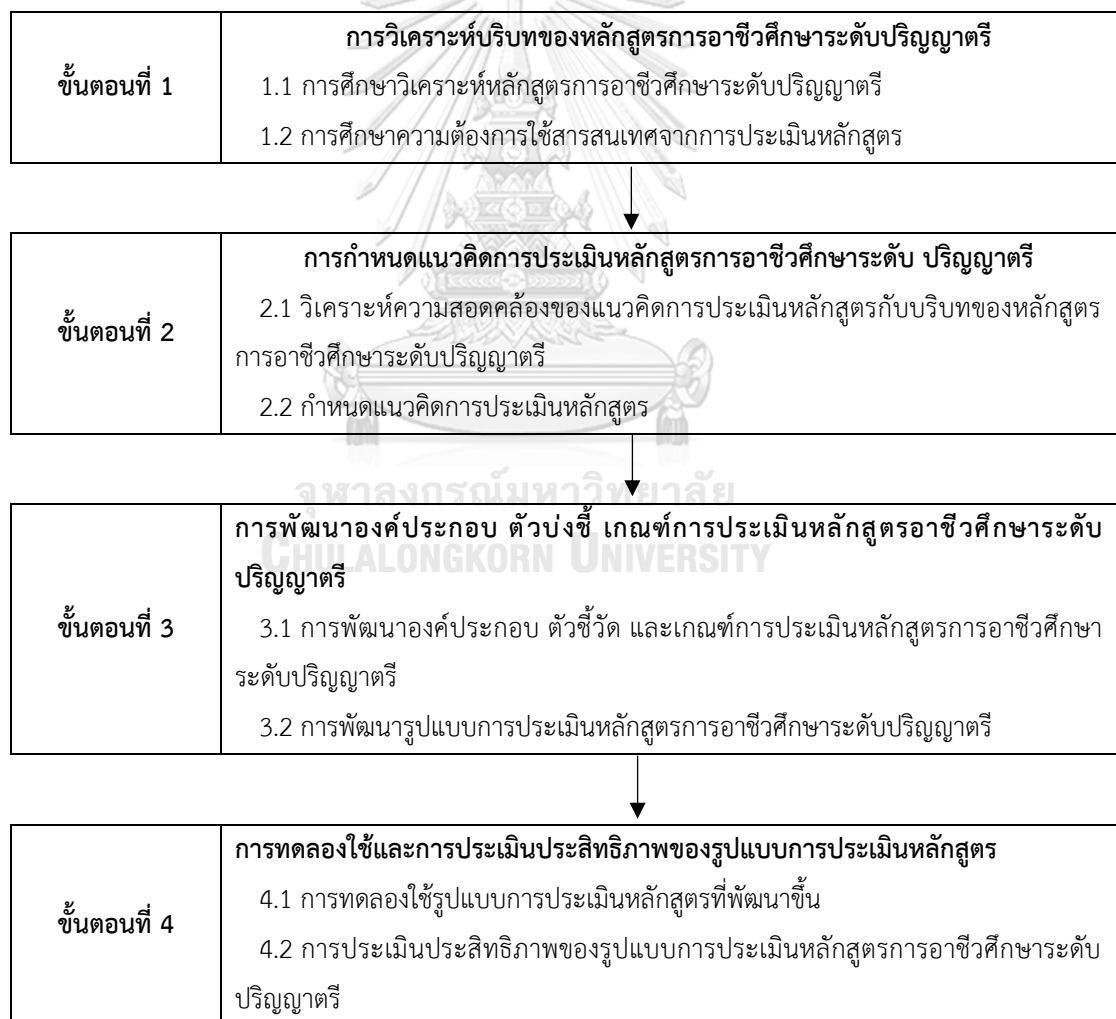 การวิเคราะห์บริบทของหลักสูตรการอาชีวศึกษาระดับปริญญาตรี
ขั้นตอนที่ 1
1.1 การศึกษาวิเคราะห์หลักสูตรการอาชีวศึกษาระดับปริญญาตรี
1.2 การศึกษาความต้องการใช้สารสนเทศจากการประเมินหลักสูตร
การกำหนดแนวคิดการประเมินหลักสูตรการอาชีวศึกษาระดับ ปริญญาตรี
ขั้นตอนที่ 2
2.1 วิเคราะห์ความสอดคล้องของแนวคิดการประเมินหลักสูตรกับบริบทของหลักสูตร
การอาชีวศึกษาระดับปริญญาตรี
2.2 กำหนดแนวคิดการประเมินหลักสูตร
จุฬาลงกรณ์มหาวิทยาลัย
CHULALONGKORN UNIVERSITY
การพัฒนาองค์ประกอบ ตัวบ่งชี้ เกณฑ์การประเมินหลักสูตรอาชีวศึกษาระดับ
ปริญญาตรี
ขั้นตอนที่ 3
3.1 การพัฒนาองค์ประกอบ ตัวชี้วัด และเกณฑ์การประเมินหลักสูตรการอาชีวศึกษา
ระดับปริญญาตรี
3.2 การพัฒนารูปแบบการประเมินหลักสูตรการอาชีวศึกษาระดับปริญญาตรี
การทดลองใช้และการประเมินประสิทธิภาพของรูปแบบการประเมินหลักสูตร
ขั้นตอนที่ 4
4.1 การทดลองใช้รูปแบบการประเมินหลักสูตรที่พัฒนาขึ้น
4.2 การประเมินประสิทธิภาพของรูปแบบการประเมินหลักสูตรการอาชีวศึกษาระดับ
ปริญญาตรี